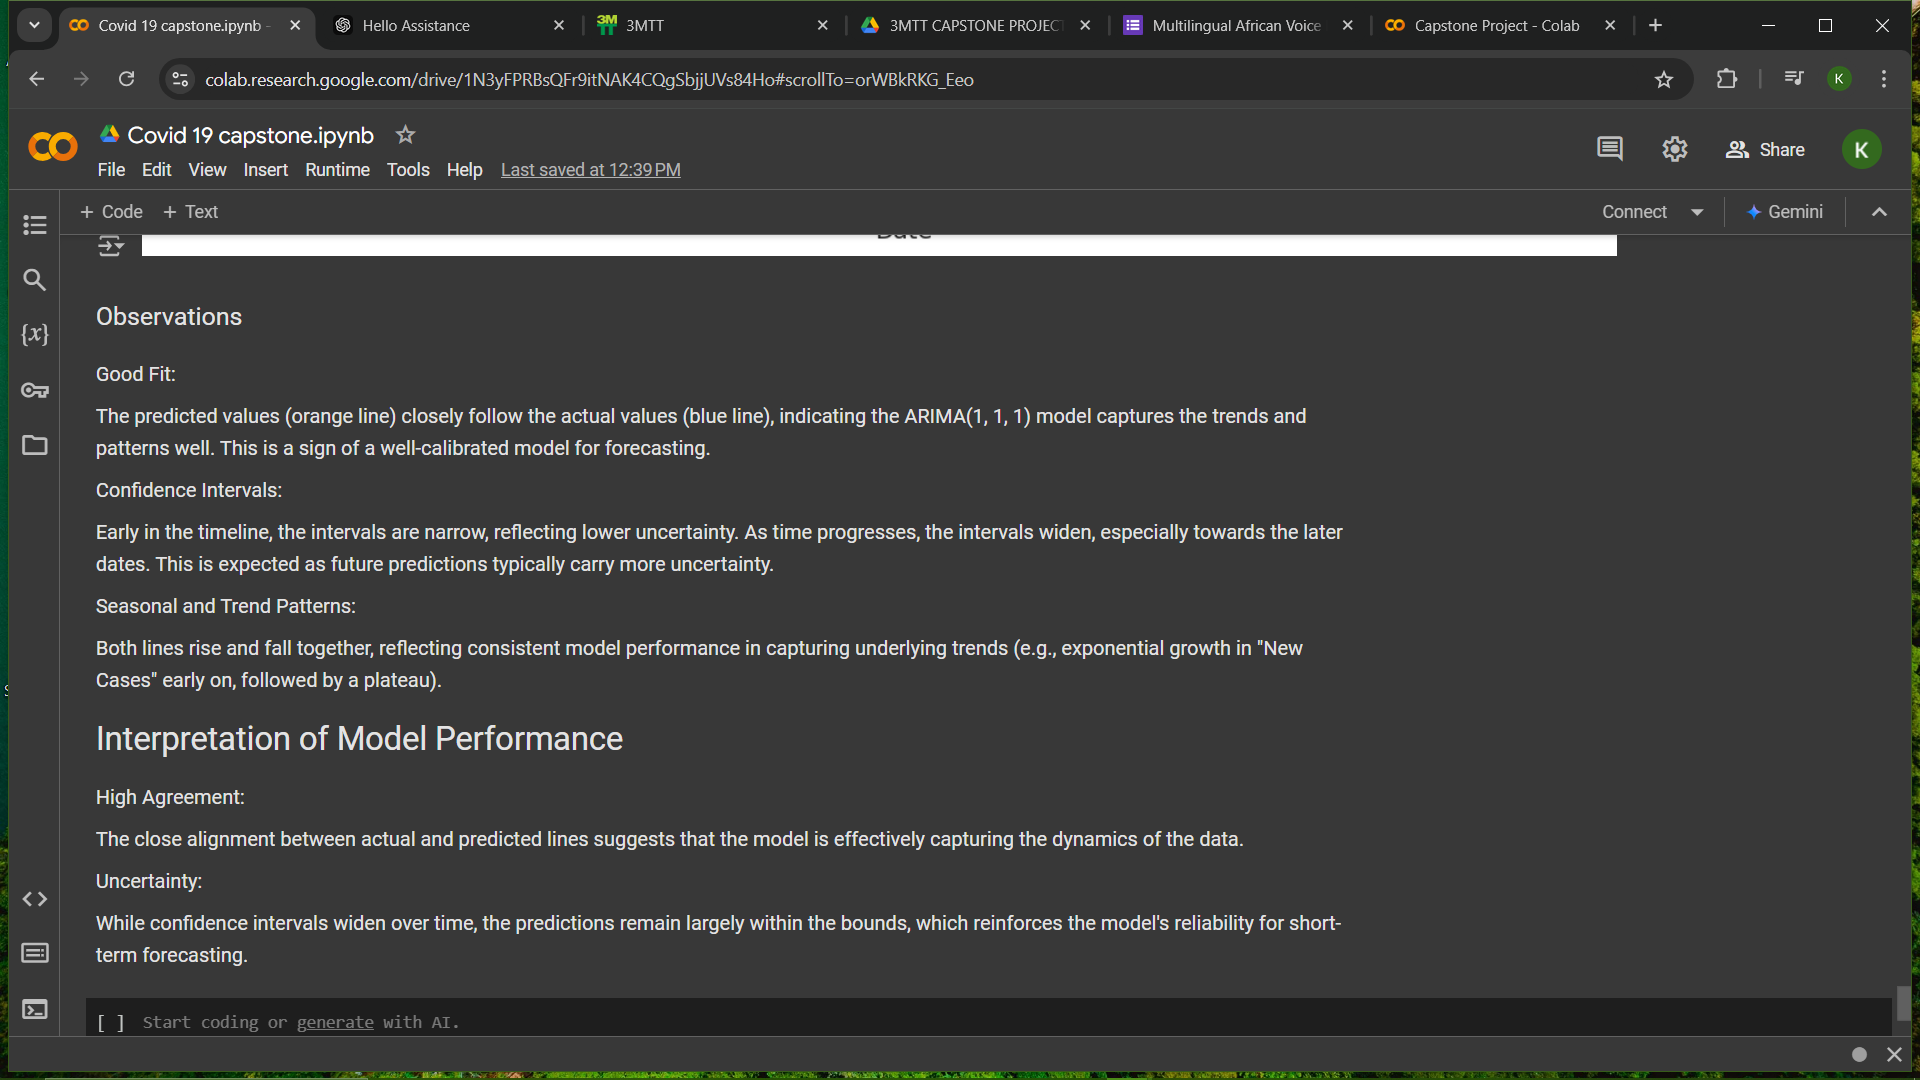 Covid 19 capstone.ipynb -
Hello Assistance
3MTT
3MTT CAPSTONE PROJECT
Multilingual African Voice
Capstone Project - Colab
colab.research.google.com/drive/1N3yFPRBsQFr9itNAK4CQgSbjjUVs84Ho#scrollTo=orWBkRKG_Eeo
K
Covid 19 capstone.ipynb
File Edit View Insert Runtime Tools Help Last saved at 12:39 PM
Share
K
+ Code + Text
Connect
Gemini
Date
Observations
Good Fit:
The predicted values (orange line) closely follow the actual values (blue line), indicating the ARIMA(1, 1, 1) model captures the trends and
patterns well. This is a sign of a well-calibrated model for forecasting.
Confidence Intervals:
Early in the timeline, the intervals are narrow, reflecting lower uncertainty. As time progresses, the intervals widen, especially towards the later
dates. This is expected as future predictions typically carry more uncertainty.
Seasonal and Trend Patterns:
Both lines rise and fall together, reflecting consistent model performance in capturing underlying trends (e.g., exponential growth in "New
Cases" early on, followed by a plateau).
Interpretation of Model Performance
High Agreement:
The close alignment between actual and predicted lines suggests that the model is effectively capturing the dynamics of the data.
Uncertainty:
While confidence intervals widen over time, the predictions remain largely within the bounds, which reinforces the model's reliability for short-
term forecasting.
[ ] Start coding or generate with AI.